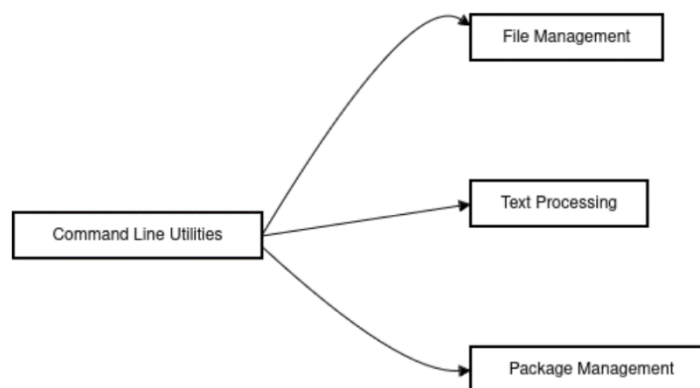 File Management
Text Processing
Command Line Utilities
Package Management